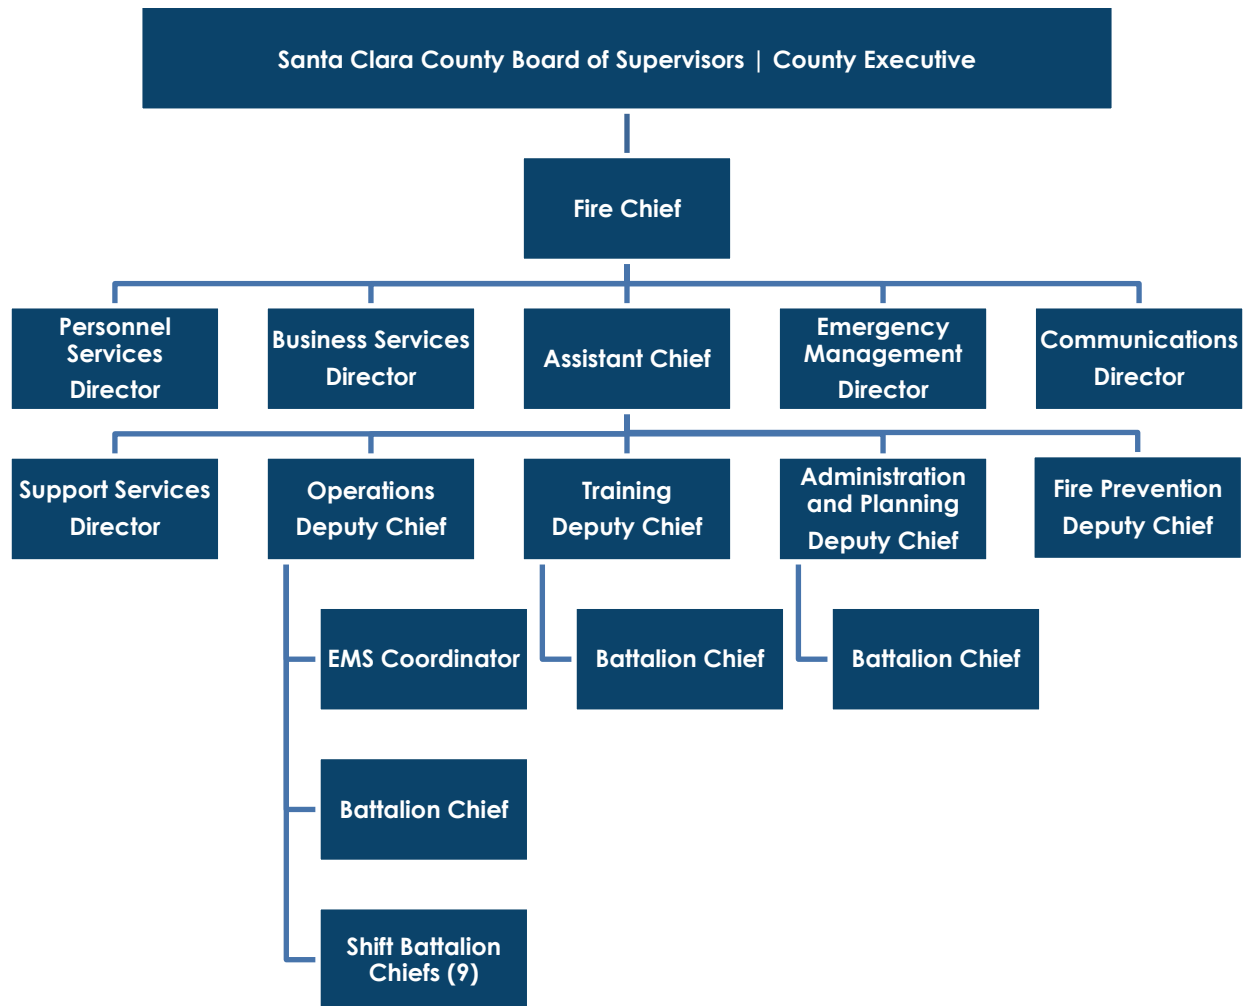 Santa Clara County Board of Supervisors | County Executive
Fire Chief
Personnel
Services
Director
Business Services
Director
Assistant Chief
Emergency
Management
Director
Communications
Director
Support Services
Director
Operations
Deputy Chief
Training
Deputy Chief
Administration
and Planning
Deputy Chief
Fire Prevention
Deputy Chief
EMS Coordinator
Battalion Chief
Battalion Chief
Battalion Chief
Shift Battalion
Chiefs (9)